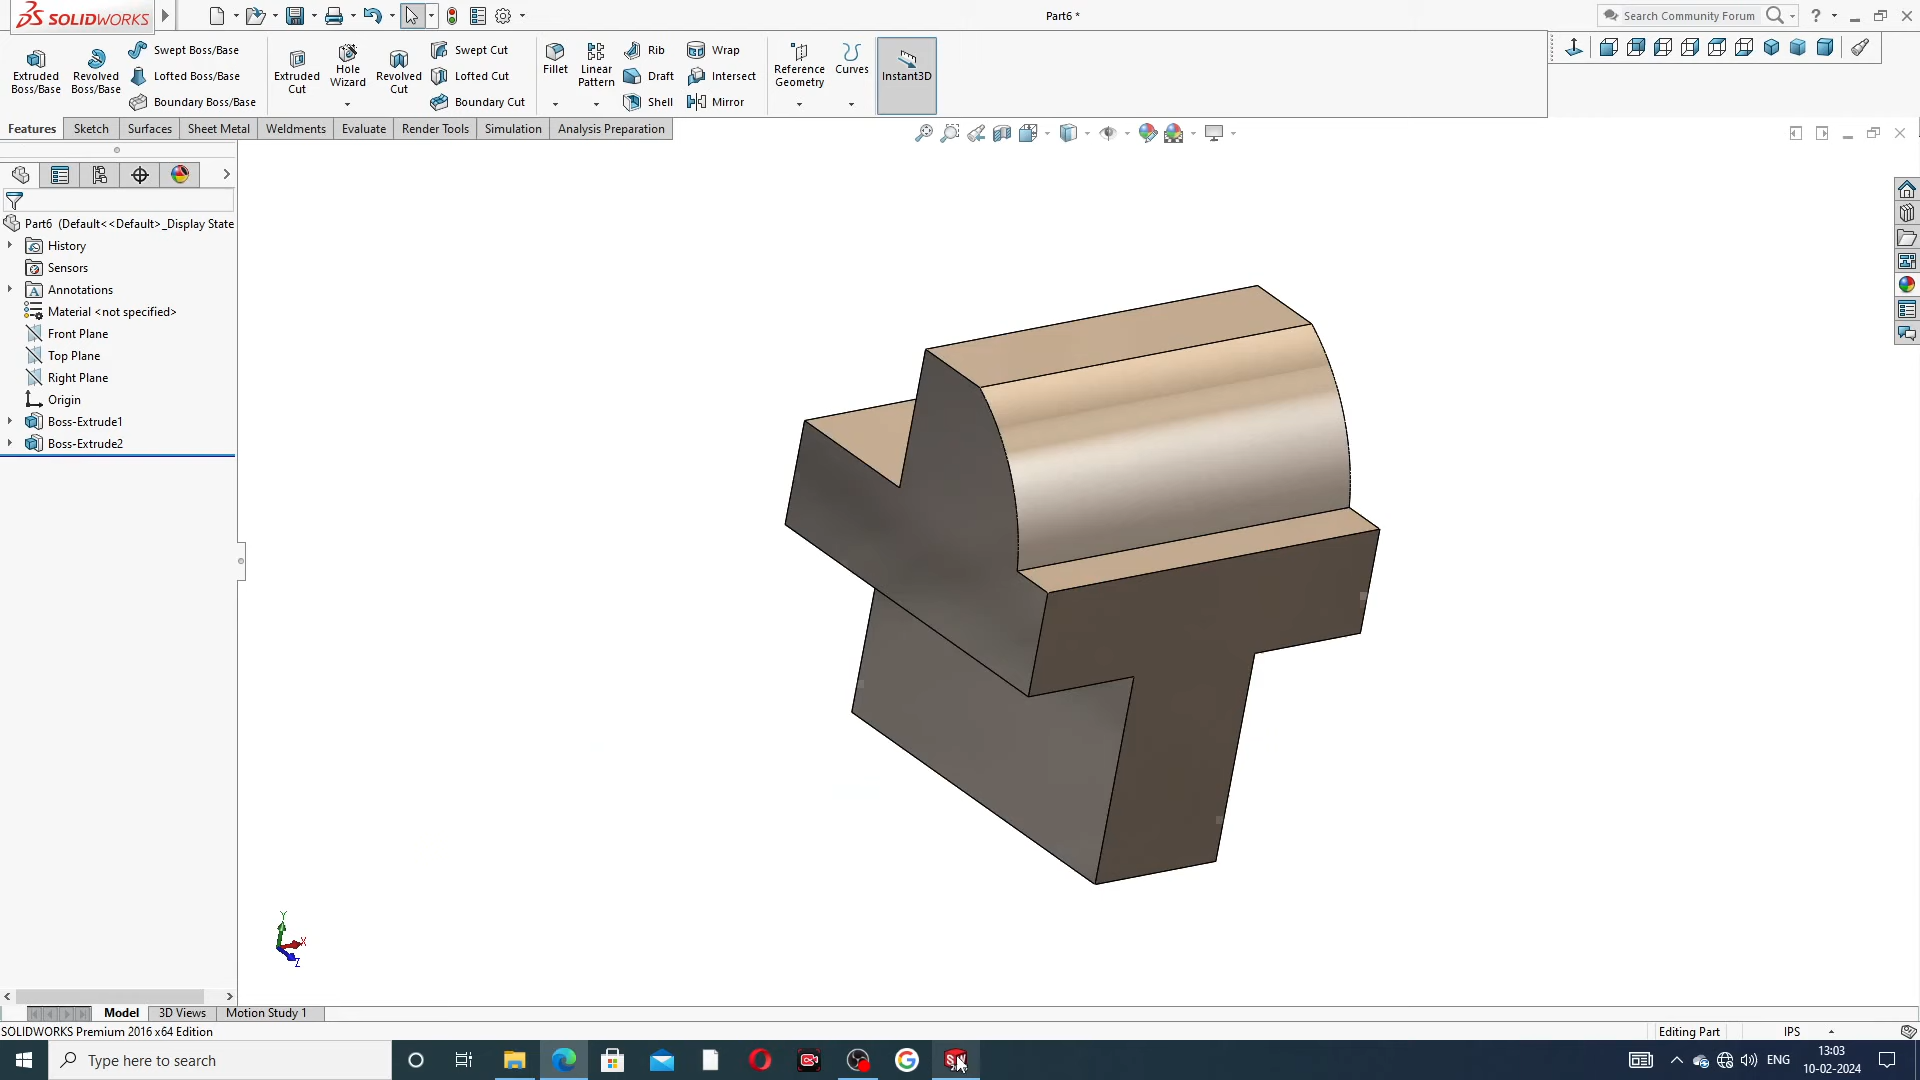 SOLIDWORKS
Part6 *
Search Community Forum
?
Extruded Boss/Base
Revolved Boss/Base
Swept Boss/Base
Lofted Boss/Base
Boundary Boss/Base
Extruded Cut
Hole Wizard
Revolved Cut
Swept Cut
Lofted Cut
Boundary Cut
Fillet
Linear Pattern
Rib
Draft
Shell
Wrap
Intersect
Mirror
Reference Geometry
Curves
Instant3D
Features
Sketch
Surfaces
Sheet Metal
Weldments
Evaluate
Render Tools
Simulation
Analysis Preparation
Part6 (Default<<Default>_Display State
History
Sensors
Annotations
Material <not specified>
Front Plane
Top Plane
Right Plane
Origin
Boss-Extrude1
Boss-Extrude2
Y
X
Z
Model
3D Views
Motion Study 1
SOLIDWORKS Premium 2016 x64 Edition
Editing Part
IPS
Type here to search
ENG
13:03
10-02-2024